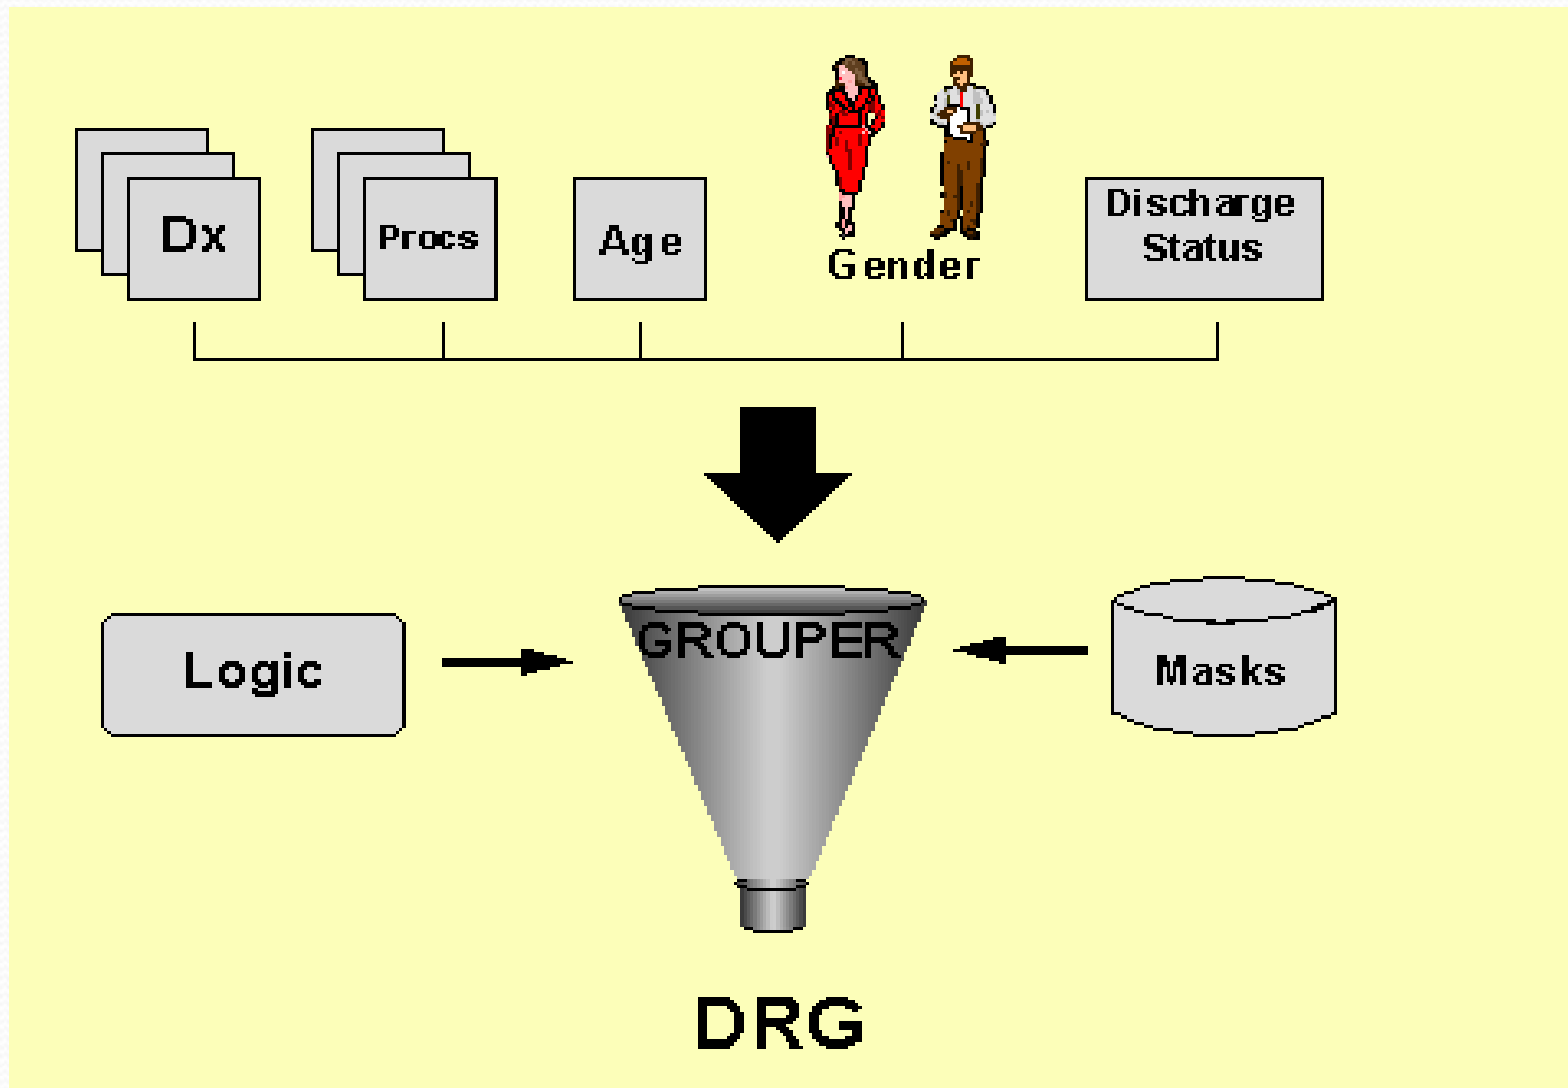 Dx
Procs
Age
Gender
Discharge
Status
Logic
GROUPER
Masks
DRG